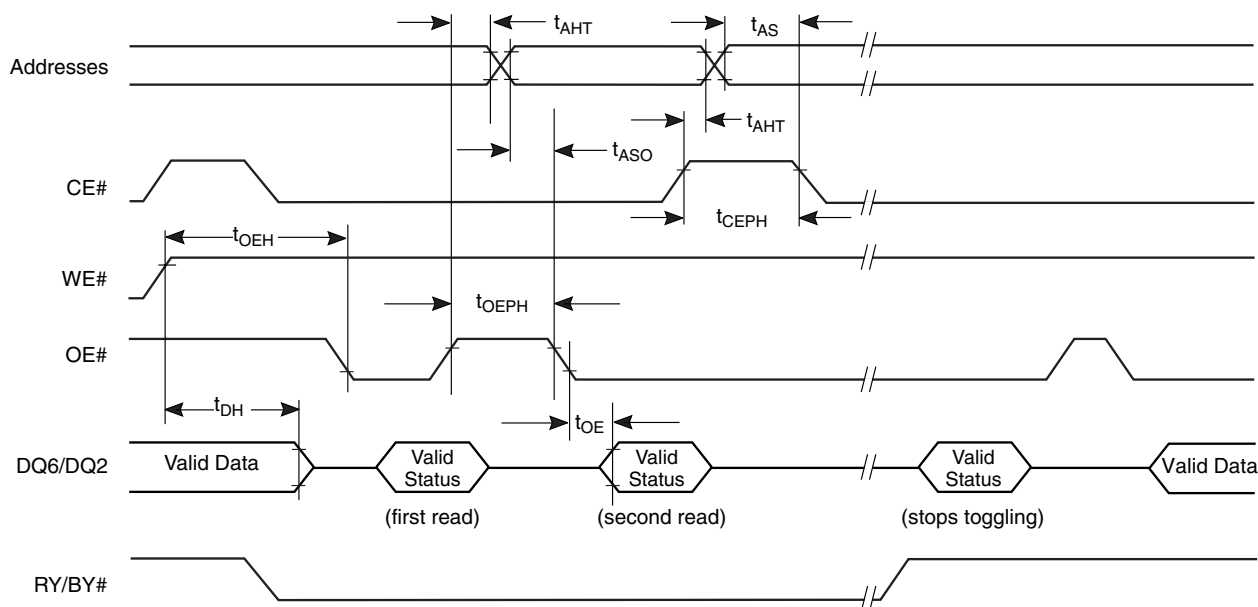 tAHT
tAS
Addresses
tAHT
tASO
CE#
tCEPH
tOEH
WE#
tOEPH
OE#
tDH
tOE
DQ6/DQ2
Valid Data
Valid
Status
Valid
Status
Valid
Status
Valid Data
(first read)
(second read)
(stops toggling)
RY/BY#